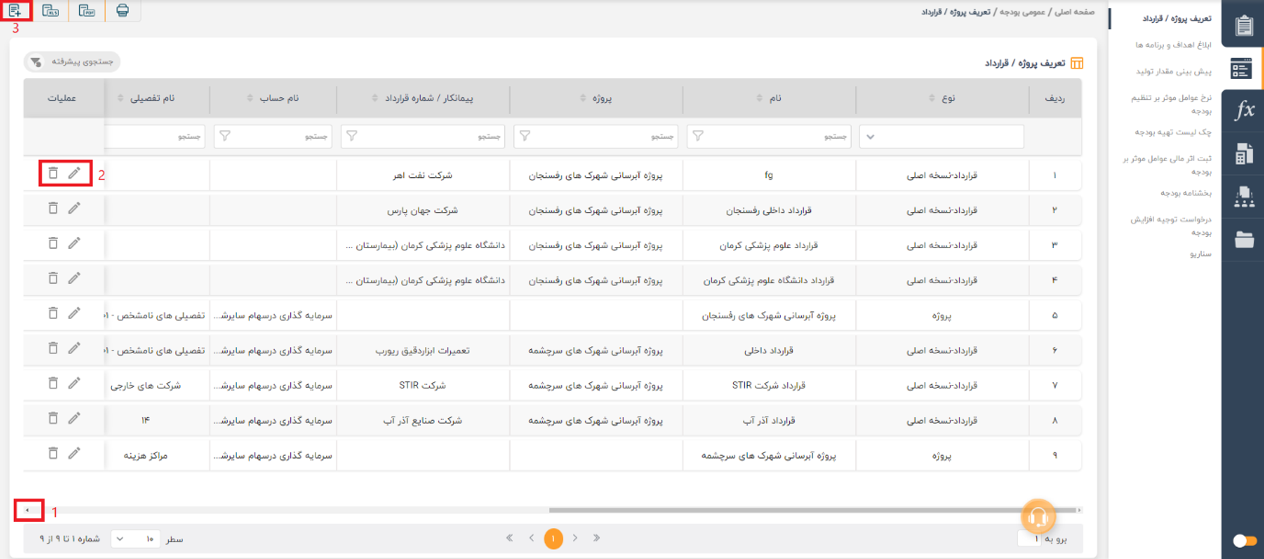 صفحه اصلی / عمومی بودجه / تعریف پروژه / قرارداد
XLS
PDF
3
تعریف پروژه / قرارداد
ابلاغ اهداف و برنامه ها
پیش بینی مقدار تولید
نرخ عوامل موثر بر تنظیم
بودجه
چک لیست تهیه بودجه
ثبت اثر مالی عوامل موثر بر
بودجه
بخشنامه بودجه
درخواست توجیه افزایش
بودجه
سناریو
fx
تعریف پروژه / قرارداد
جستجوی پیشرفته
ردیف نوع نام پروژه پیمانکار / شماره قرارداد نام حساب نام تفصیلی عملیات
جستجو جستجو جستجو جستجو جستجو
۱ قرارداد-نسخه اصلی fg پروژه آبرسانی شهرک های رفسنجان شرکت نفت اهر 2
۲ قرارداد-نسخه اصلی قرارداد داخلی رفسنجان پروژه آبرسانی شهرک های رفسنجان شرکت جهان پارس
۳ قرارداد-نسخه اصلی قرارداد علوم پزشکی کرمان پروژه آبرسانی شهرک های رفسنجان دانشگاه علوم پزشکی کرمان (بیمارستان ...
۴ قرارداد-نسخه اصلی قرارداد دانشگاه علوم پزشکی کرمان پروژه آبرسانی شهرک های رفسنجان دانشگاه علوم پزشکی کرمان (بیمارستان ...
۵ پروژه پروژه آبرسانی شهرک های رفسنجان سرمایه گذاری درسهام سایرشـ... تفصیلی های نامشخص - ۰۱
۶ قرارداد-نسخه اصلی قرارداد داخلی پروژه آبرسانی شهرک های سرچشمه تعمیرات ابزاردقیق ریورب سرمایه گذاری درسهام سایرشـ... تفصیلی های نامشخص - ۰۱
۷ قرارداد-نسخه اصلی قرارداد شرکت STIR پروژه آبرسانی شهرک های سرچشمه شرکت STIR سرمایه گذاری درسهام سایرشـ... شرکت های خارجی
۸ قرارداد-نسخه اصلی قرارداد آذر آب پروژه آبرسانی شهرک های سرچشمه شرکت صنایع آذر آب سرمایه گذاری درسهام سایرشـ... ۱۴
۹ پروژه پروژه آبرسانی شهرک های سرچشمه سرمایه گذاری درسهام سایرشـ... مراکز هزینه
1
برو به ۱ ۱ سطر ۱۰ شماره ۱ تا ۹ از ۹